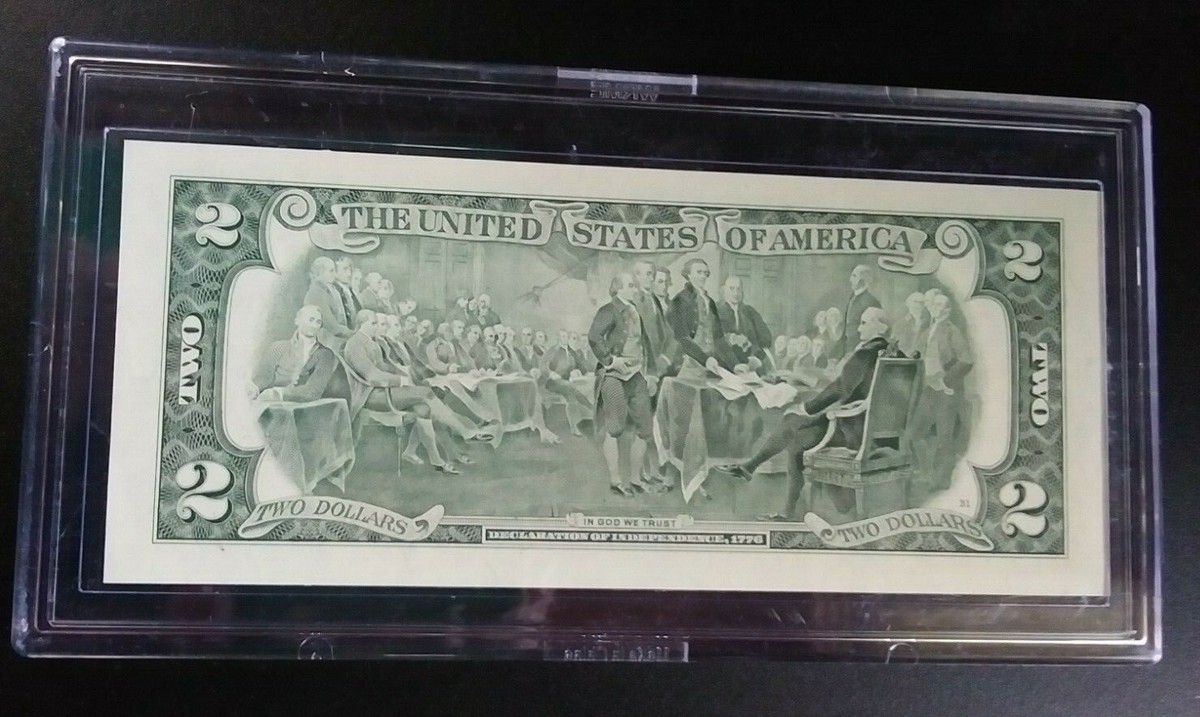 THE UNITED STATES OF AMERICA
2
2
TWO
TWO
2
2
TWO DOLLARS
IN GOD WE TRUST
TWO DOLLARS
DECLARATION OF INDEPENDENCE, 1776